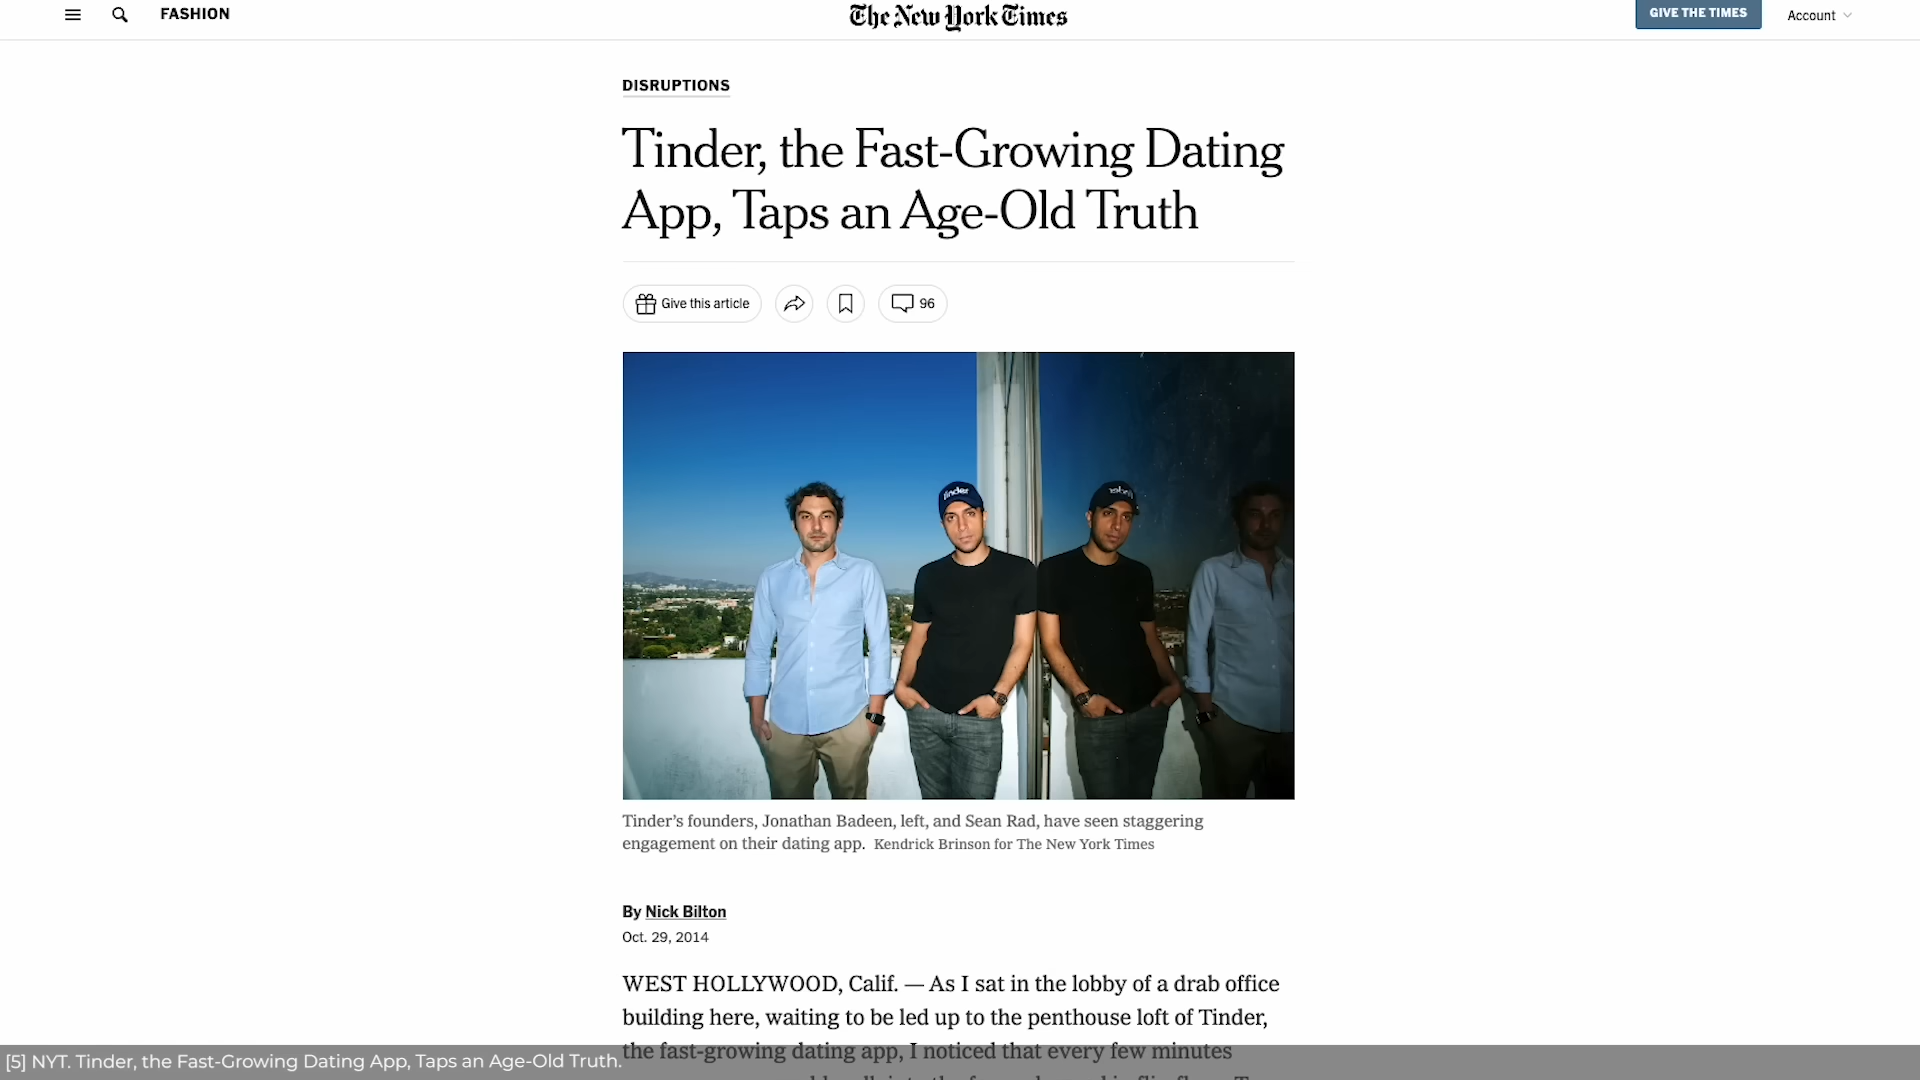 FASHION
The New York Times
GIVE THE TIMES
Account
DISRUPTIONS
Tinder, the Fast-Growing Dating
App, Taps an Age-Old Truth
Give this article
96
tinder
Tinder’s founders, Jonathan Badeen, left, and Sean Rad, have seen staggering
engagement on their dating app. Kendrick Brinson for The New York Times
By Nick Bilton
Oct. 29, 2014
WEST HOLLYWOOD, Calif. — As I sat in the lobby of a drab office
building here, waiting to be led up to the penthouse loft of Tinder,
the fast-growing dating app, I noticed that every few minutes
[5] NYT. Tinder, the Fast-Growing Dating App, Taps an Age-Old Truth.